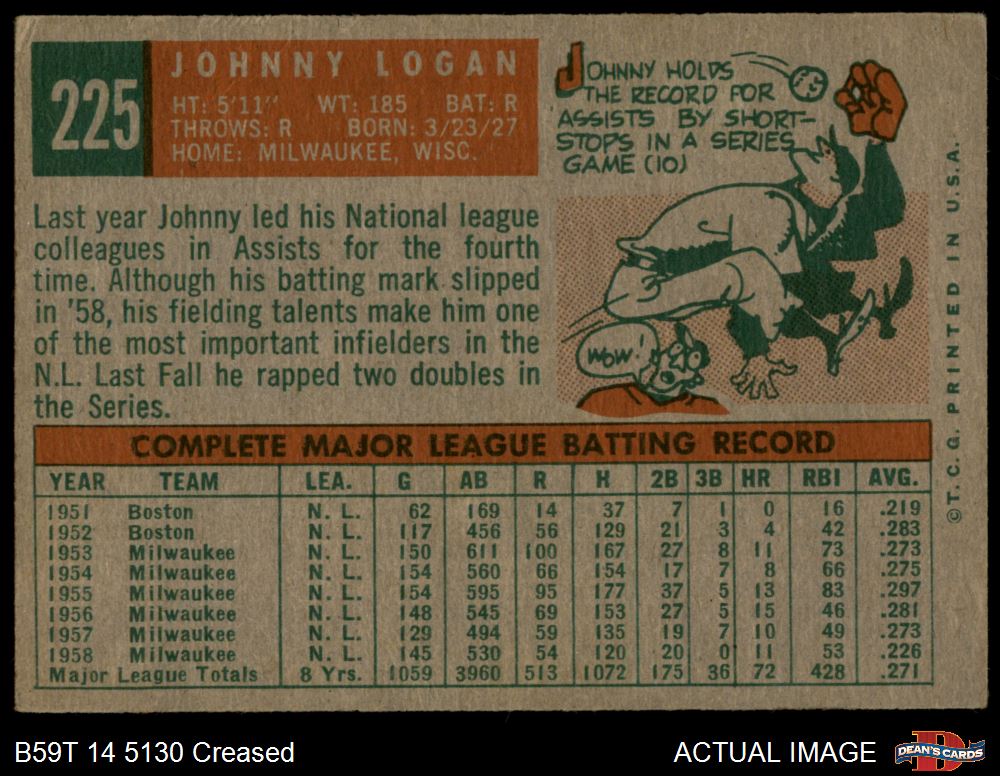 225
JOHNNY LOGAN
HT: 5'11" WT: 185 BAT: R
THROWS: R BORN: 3/23/27
HOME: MILWAUKEE, WISC.
JOHNNY HOLDS
THE RECORD FOR
ASSISTS BY SHORT-
STOPS IN A SERIES
GAME (10)
WOW!
Last year Johnny led his National league
colleagues in Assists for the fourth
time. Although his batting mark slipped
in '58, his fielding talents make him one
of the most important infielders in the
N.L. Last Fall he rapped two doubles in
the Series.
COMPLETE MAJOR LEAGUE BATTING RECORD
YEAR TEAM LEA. G AB R H 2B 3B HR RBI AVG.
1951 Boston N. L. 62 169 14 37 7 1 0 16 .219
1952 Boston N. L. 117 456 56 129 21 3 4 42 .283
1953 Milwaukee N. L. 150 611 100 167 27 8 11 73 .273
1954 Milwaukee N. L. 154 560 66 154 17 7 8 66 .275
1955 Milwaukee N. L. 154 595 95 177 37 5 13 83 .297
1956 Milwaukee N. L. 148 545 69 153 27 5 15 46 .281
1957 Milwaukee N. L. 129 494 59 135 19 7 10 49 .273
1958 Milwaukee N. L. 145 530 54 120 20 0 11 53 .226
Major League Totals 8 Yrs. 1059 3960 513 1072 175 36 72 428 .271
©T.C.G. PRINTED IN U.S.A.
B59T 14 5130 Creased
ACTUAL IMAGE
D
DEAN'S CARDS